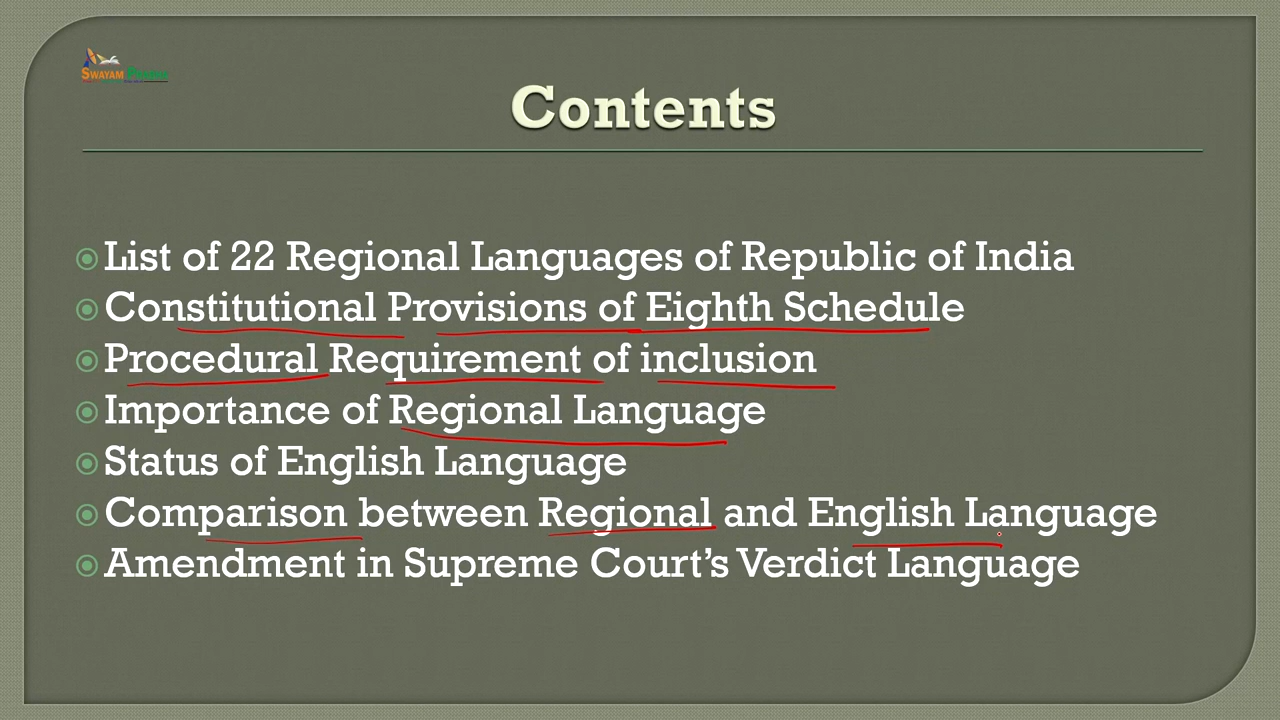 SWAYAM PRABHA
Contents
List of 22 Regional Languages of Republic of India
Constitutional Provisions of Eighth Schedule
Procedural Requirement of inclusion
Importance of Regional Language
Status of English Language
Comparison between Regional and English Language
Amendment in Supreme Court’s Verdict Language